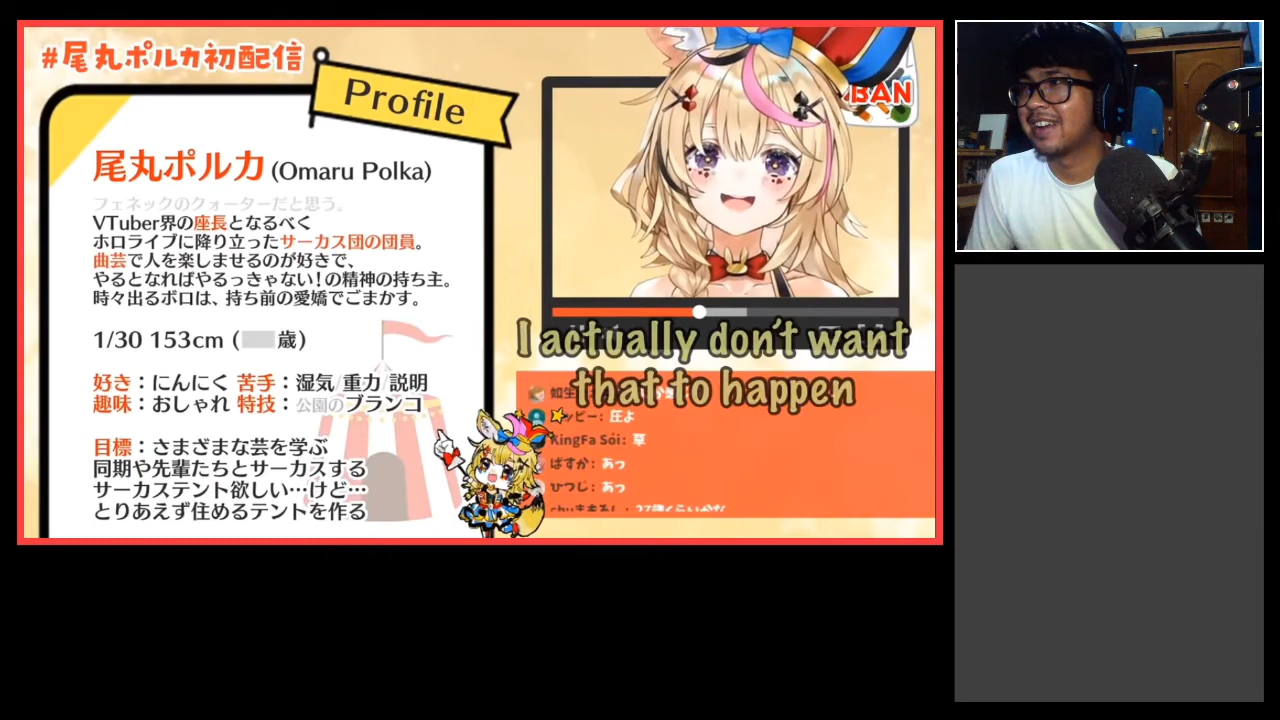 #尾丸ポルカ初配信
Profile
BAN
尾丸ポルカ (Omaru Polka)
フェネックのクォーターだと思う。
VTuber界の座長となるべく
ホロライブに降り立ったサーカス団の団員。
曲芸で人を楽しませるのが好きで、
やるとなればやるっきゃない!の精神の持ち主。
時々出るボロは、持ち前の愛嬌でごまかす。
1/30 153cm ( 歳)
好き:にんにく 苦手:湿気/重力/説明
趣味:おしゃれ 特技:公園のブランコ
目標:さまざまな芸を学ぶ
同期や先輩たちとサーカスする
サーカステント欲しい…けど…
とりあえず住めるテントを作る
I actually don't want
that to happen
圧よ
KingFa Sói: 草
ぱすか: あっ
ひつじ: あっ